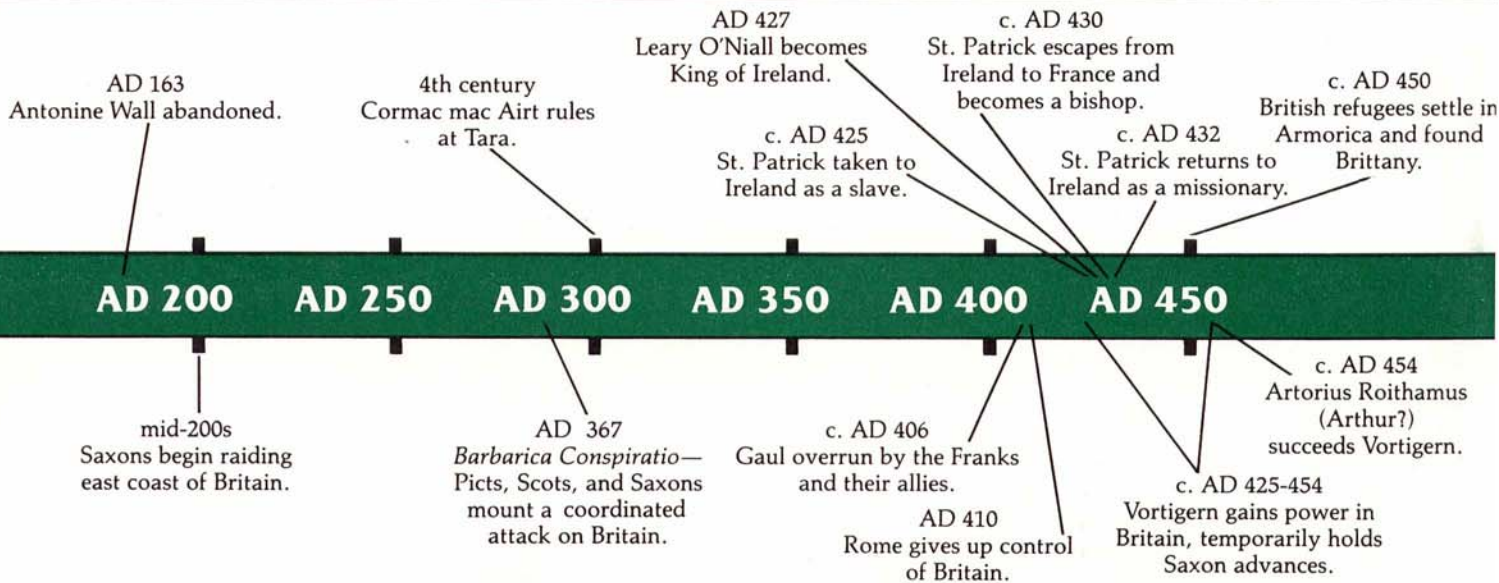 AD 163
Antonine Wall abandoned.
4th century
Cormac mac Airt rules
at Tara.
AD 427
Leary O'Niall becomes
King of Ireland.
c. AD 425
St. Patrick taken to
Ireland as a slave.
c. AD 430
St. Patrick escapes from
Ireland to France and
becomes a bishop.
c. AD 432
St. Patrick returns to
Ireland as a missionary.
c. AD 450
British refugees settle in
Armorica and found
Brittany.
AD 200 AD 250 AD 300 AD 350 AD 400 AD 450
mid-200s
Saxons begin raiding
east coast of Britain.
AD 367
Barbarica Conspiratio—
Picts, Scots, and Saxons
mount a coordinated
attack on Britain.
c. AD 406
Gaul overrun by the Franks
and their allies.
AD 410
Rome gives up control
of Britain.
c. AD 425-454
Vortigern gains power in
Britain, temporarily holds
Saxon advances.
c. AD 454
Artorius Roithamus
(Arthur?)
succeeds Vortigern.